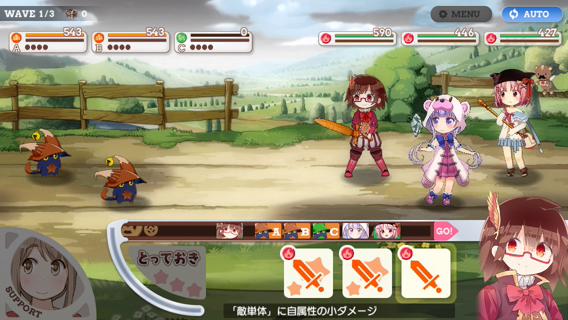 WAVE 1/3 0
MENU
AUTO
543
543
0
590
446
427
A
B
C
A B C GO!
とっておき
SUPPORT
「敵単体」に自属性の小ダメージ